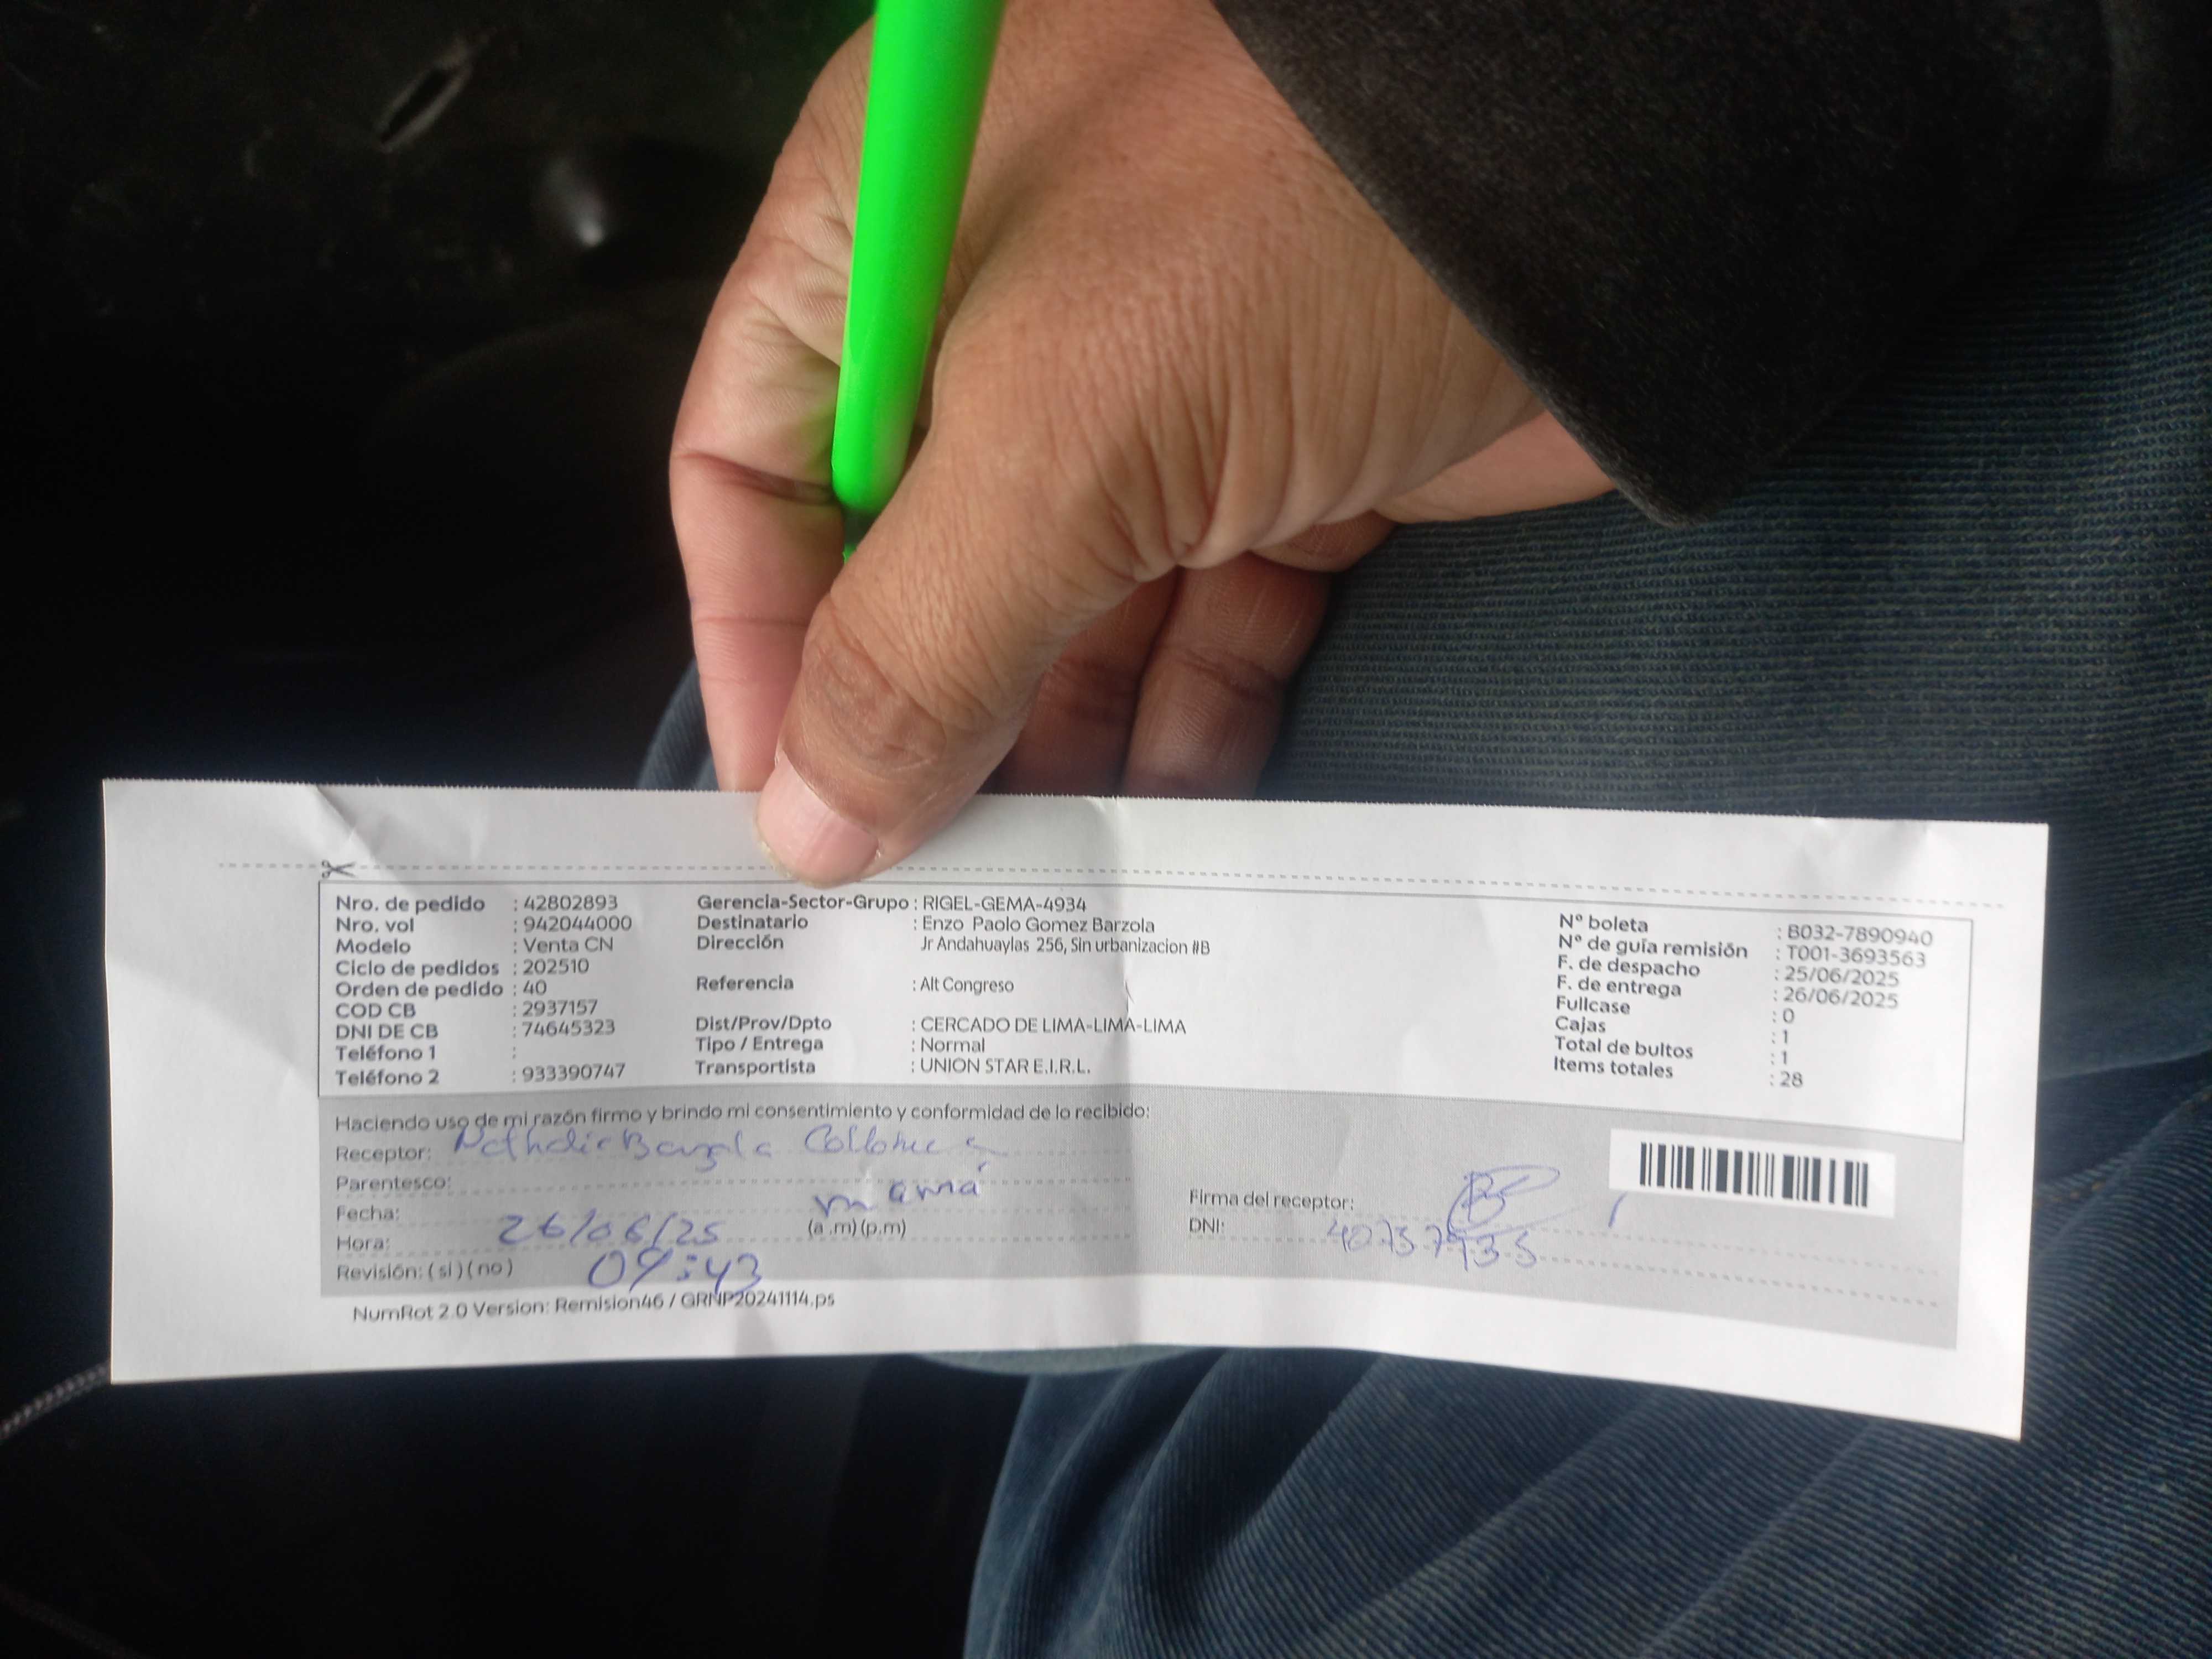 Nro. de pedido : 42802893
Nro. vol : 942044000
Modelo : Venta CN
Ciclo de pedidos : 202510
Orden de pedido : 40
COD CB : 2937157
DNI DE CB : 74645323
Teléfono 1 :
Teléfono 2 : 933390747
Gerencia-Sector-Grupo : RIGEL-GEMA-4934
Destinatario : Enzo Paolo Gomez Barzola
Dirección Jr Andahuaylas 256, Sin urbanizacion #B
Referencia : Alt Congreso
Dist/Prov/Dpto : CERCADO DE LIMA-LIMA-LIMA
Tipo / Entrega : Normal
Transportista : UNION STAR E.I.R.L.
N° boleta : B032-7890940
N° de guía remisión : T001-3693563
F. de despacho : 25/06/2025
F. de entrega : 26/06/2025
Fullcase : 0
Cajas : 1
Total de bultos : 1
Items totales : 28
Haciendo uso de mi razón firmo y brindo mi consentimiento y conformidad de lo recibido:
Receptor: Nathalie Barzola
Parentesco: mamá
Fecha: 26/06/25
Hora: 09:43 (a .m) (p.m)
Revisión: ( si ) ( no )
Firma del receptor:
DNI:
NumRot 2.0 Version: Remision46 / GRNP20241114.ps